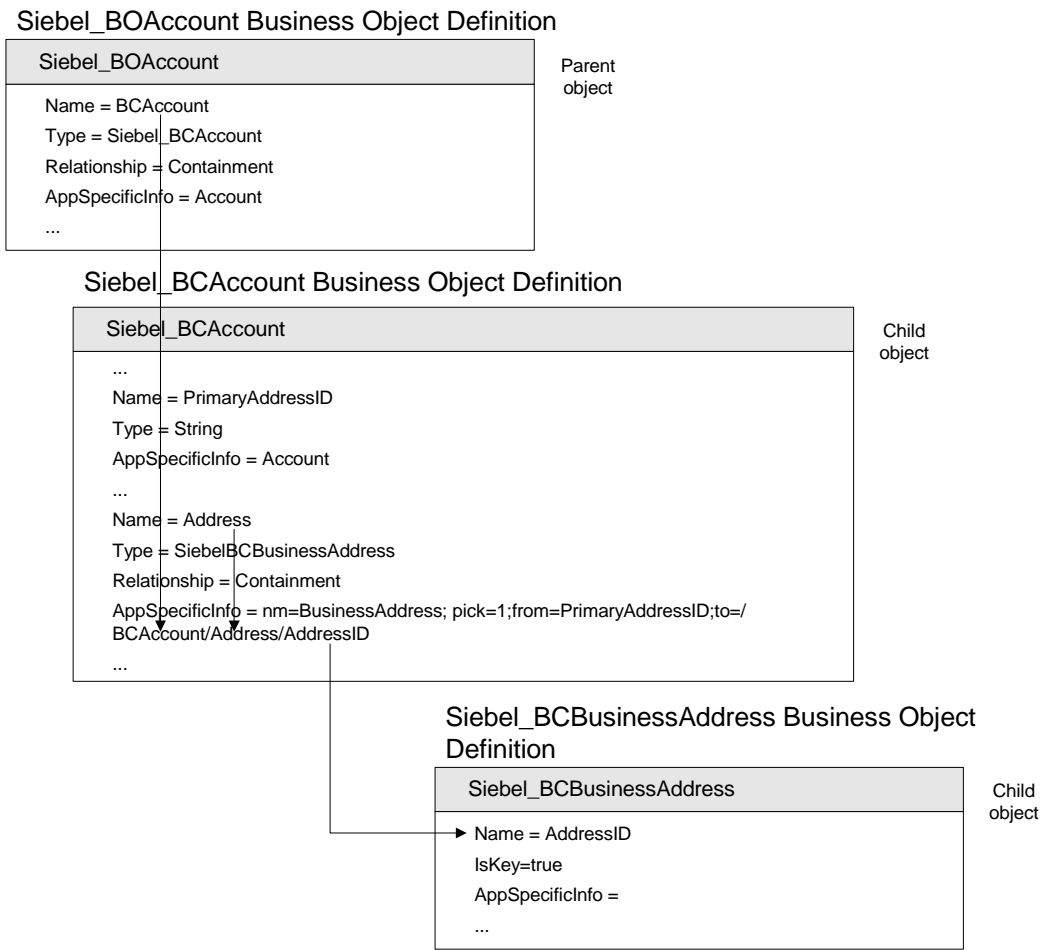 Siebel_BOAccount Business Object Definition
Siebel_BOAccount
Parent
object
Name = BCAccount
Type = Siebel_BCAccount
Relationship = Containment
AppSpecificInfo = Account
...
Siebel_BCAccount Business Object Definition
Siebel_BCAccount
Child
object
...
Name = PrimaryAddressID
Type = String
AppSpecificInfo = Account
...
Name = Address
Type = SiebelBCBusinessAddress
Relationship = Containment
AppSpecificInfo = nm=BusinessAddress; pick=1;from=PrimaryAddressID;to=/
BCAccount/Address/AddressID
...
Siebel_BCBusinessAddress Business Object
Definition
Siebel_BCBusinessAddress
Child
object
Name = AddressID
IsKey=true
AppSpecificInfo =
...